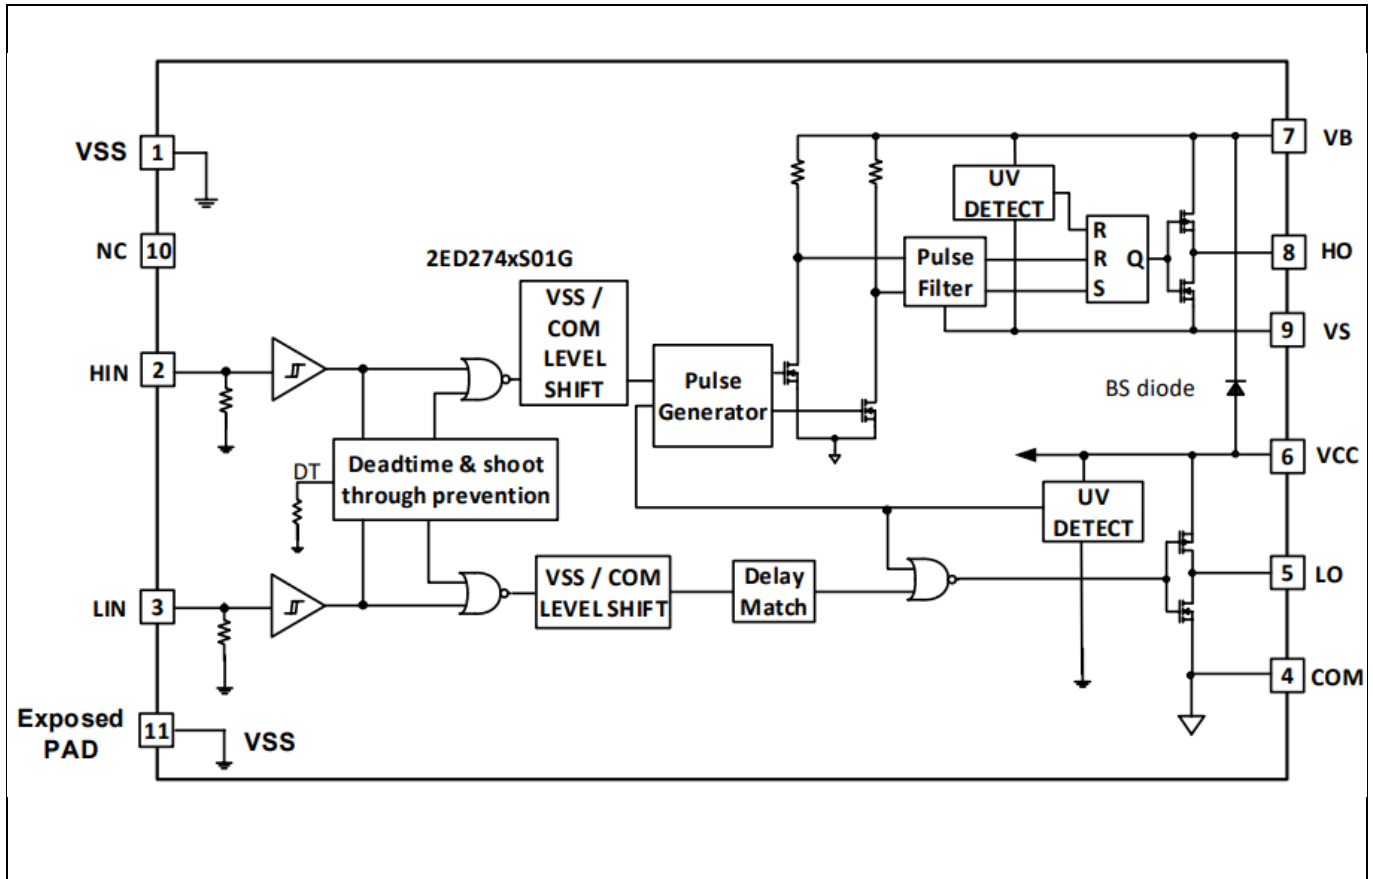 VSS 1
NC 10
HIN 2
LIN 3
Exposed
PAD
11
VSS
2ED274xS01G
VSS /
COM
LEVEL
SHIFT
DT
Deadtime & shoot
through prevention
VSS / COM
LEVEL SHIFT
Pulse
Generator
Delay
Match
Pulse
Filter
UV
DETECT
R
R Q
S
BS diode
UV
DETECT
7 VB
8 HO
9 VS
6 VCC
5 LO
4 COM